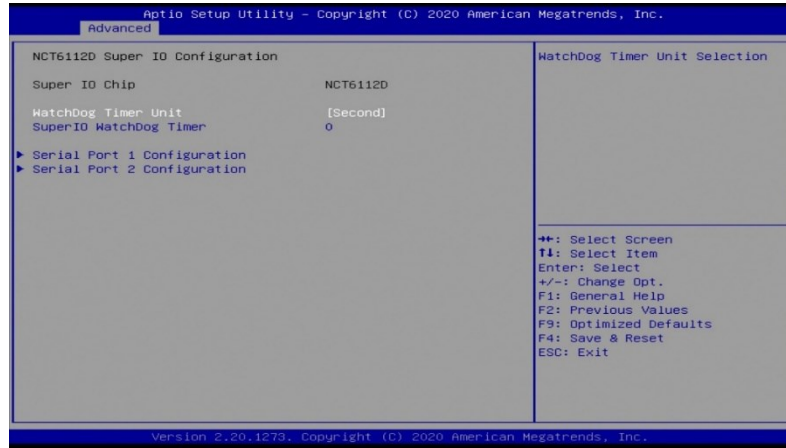 Aptio Setup Utility – Copyright (C) 2020 American Megatrends, Inc.
Advanced
NCT6112D Super IO Configuration
Super IO Chip NCT6112D
WatchDog Timer Unit [Second]
SuperIO WatchDog Timer 0
► Serial Port 1 Configuration
► Serial Port 2 Configuration
WatchDog Timer Unit Selection
→←: Select Screen
↑↓: Select Item
Enter: Select
+/-: Change Opt.
F1: General Help
F2: Previous Values
F9: Optimized Defaults
F4: Save & Reset
ESC: Exit
Version 2.20.1273. Copyright (C) 2020 American Megatrends, Inc.